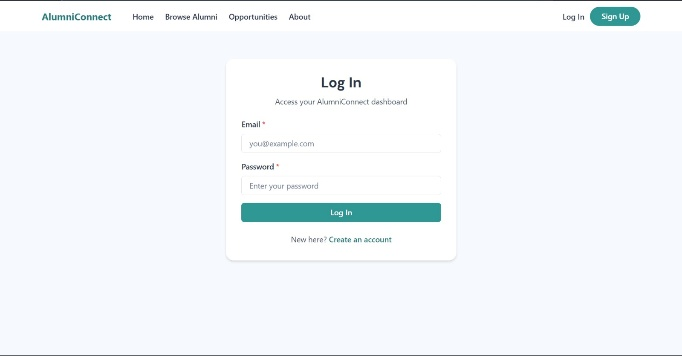 AlumniConnect Home Browse Alumni Opportunities About Log In Sign Up
Log In
Access your AlumniConnect dashboard
Email *
you@example.com
Password *
Enter your password
Log In
New here? Create an account